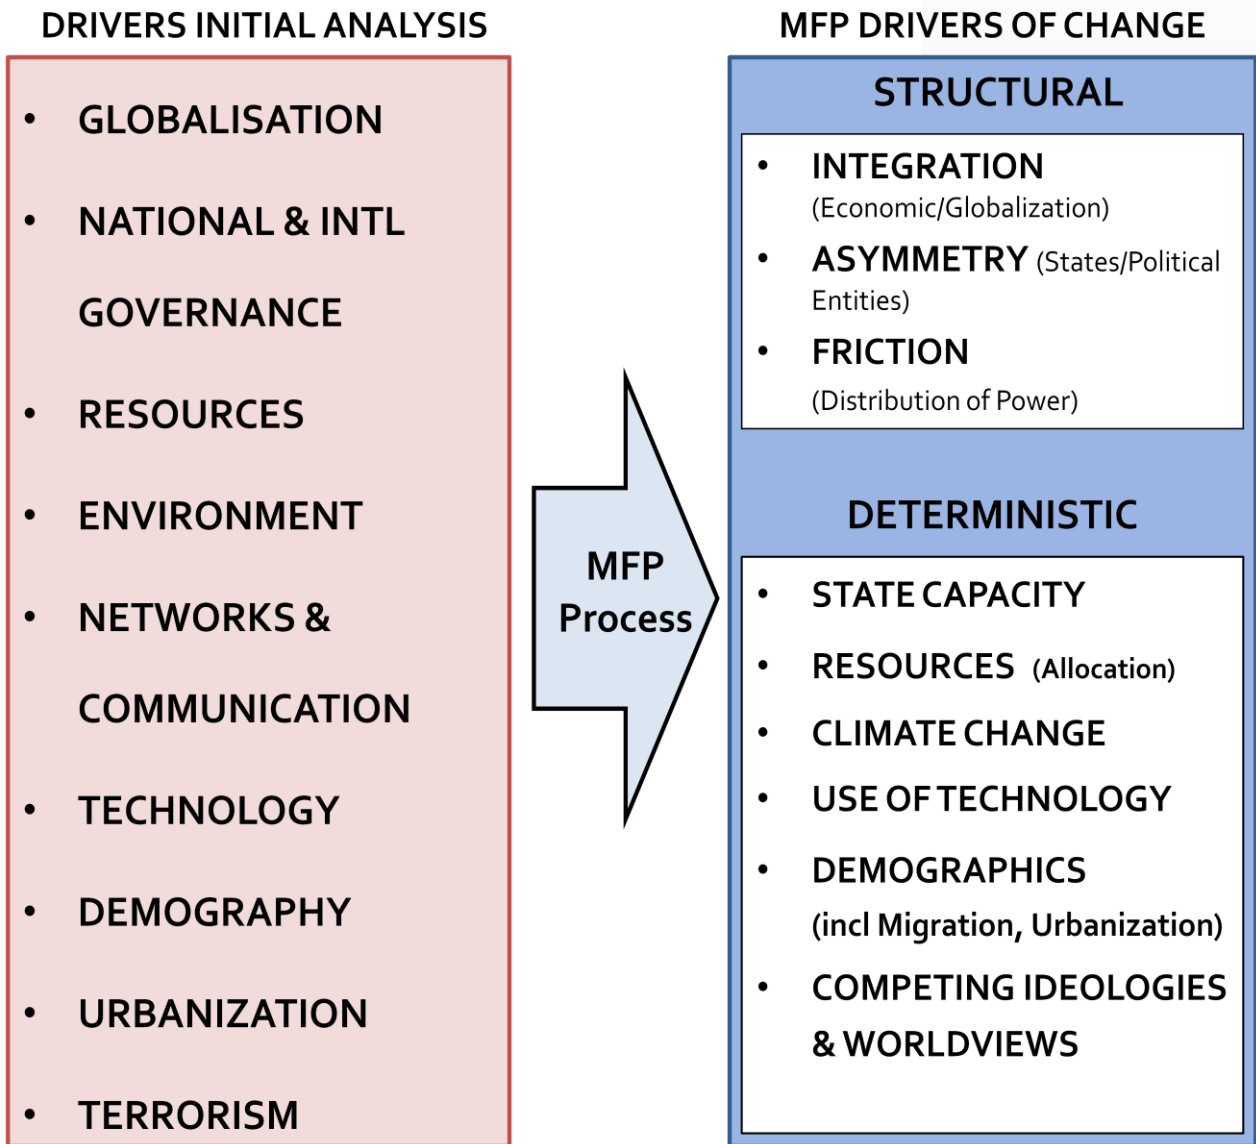 DRIVERS INITIAL ANALYSIS
• GLOBALISATION
• NATIONAL & INTL
GOVERNANCE
• RESOURCES
• ENVIRONMENT
• NETWORKS &
COMMUNICATION
• TECHNOLOGY
• DEMOGRAPHY
• URBANIZATION
• TERRORISM
MFP
Process
MFP DRIVERS OF CHANGE
STRUCTURAL
• INTEGRATION
(Economic/Globalization)
• ASYMMETRY (States/Political
Entities)
• FRICTION
(Distribution of Power)
DETERMINISTIC
• STATE CAPACITY
• RESOURCES (Allocation)
• CLIMATE CHANGE
• USE OF TECHNOLOGY
• DEMOGRAPHICS
(incl Migration, Urbanization)
• COMPETING IDEOLOGIES
& WORLDVIEWS